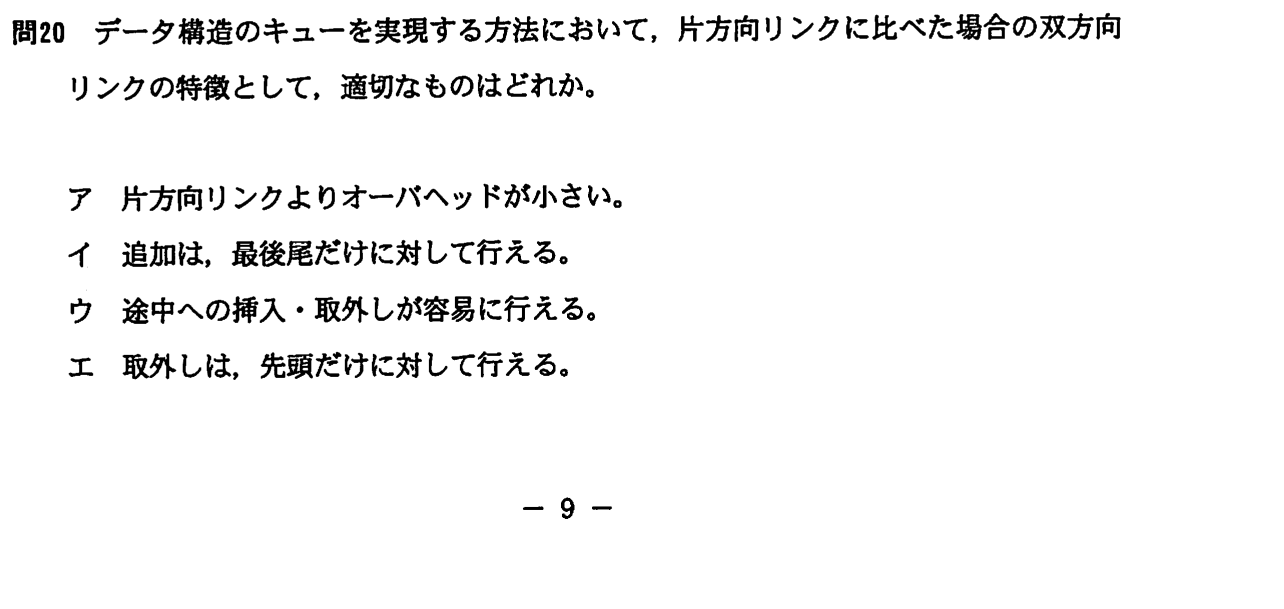 問20 データ構造のキューを実現する方法において，片方向リンクに比べた場合の双方向
リンクの特徴として，適切なものはどれか。
ア 片方向リンクよりオーバヘッドが小さい。
イ 追加は，最後尾だけに対して行える。
ウ 途中への挿入・取外しが容易に行える。
エ 取外しは，先頭だけに対して行える。
－ 9 －